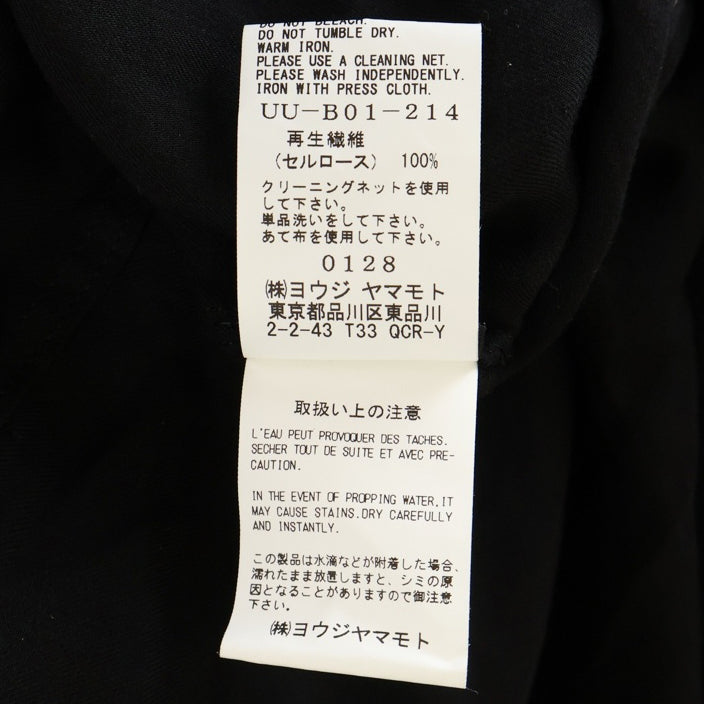 DO NOT BLEACH.
DO NOT TUMBLE DRY.
WARM IRON.
PLEASE USE A CLEANING NET.
PLEASE WASH INDEPENDENTLY.
IRON WITH PRESS CLOTH.
UU-B01-214
再生繊維
(セルロース) 100%
クリーニングネットを使用
して下さい。
単品洗いをして下さい。
あて布を使用して下さい。
0128
㈱ヨウジ ヤマモト
東京都品川区東品川
2-2-43 T33 QCR-Y
取扱い上の注意
L'EAU PEUT PROVOQUER DES TACHES.
SECHER TOUT DE SUITE ET AVEC PRE-
CAUTION.
IN THE EVENT OF PROPPING WATER,IT
MAY CAUSE STAINS.DRY CAREFULLY
AND INSTANTLY.
この製品は水滴などが附着した場合、
濡れたまま放置しますと、シミの原
因となることがありますので御注意
下さい。
㈱ヨウジヤマモト